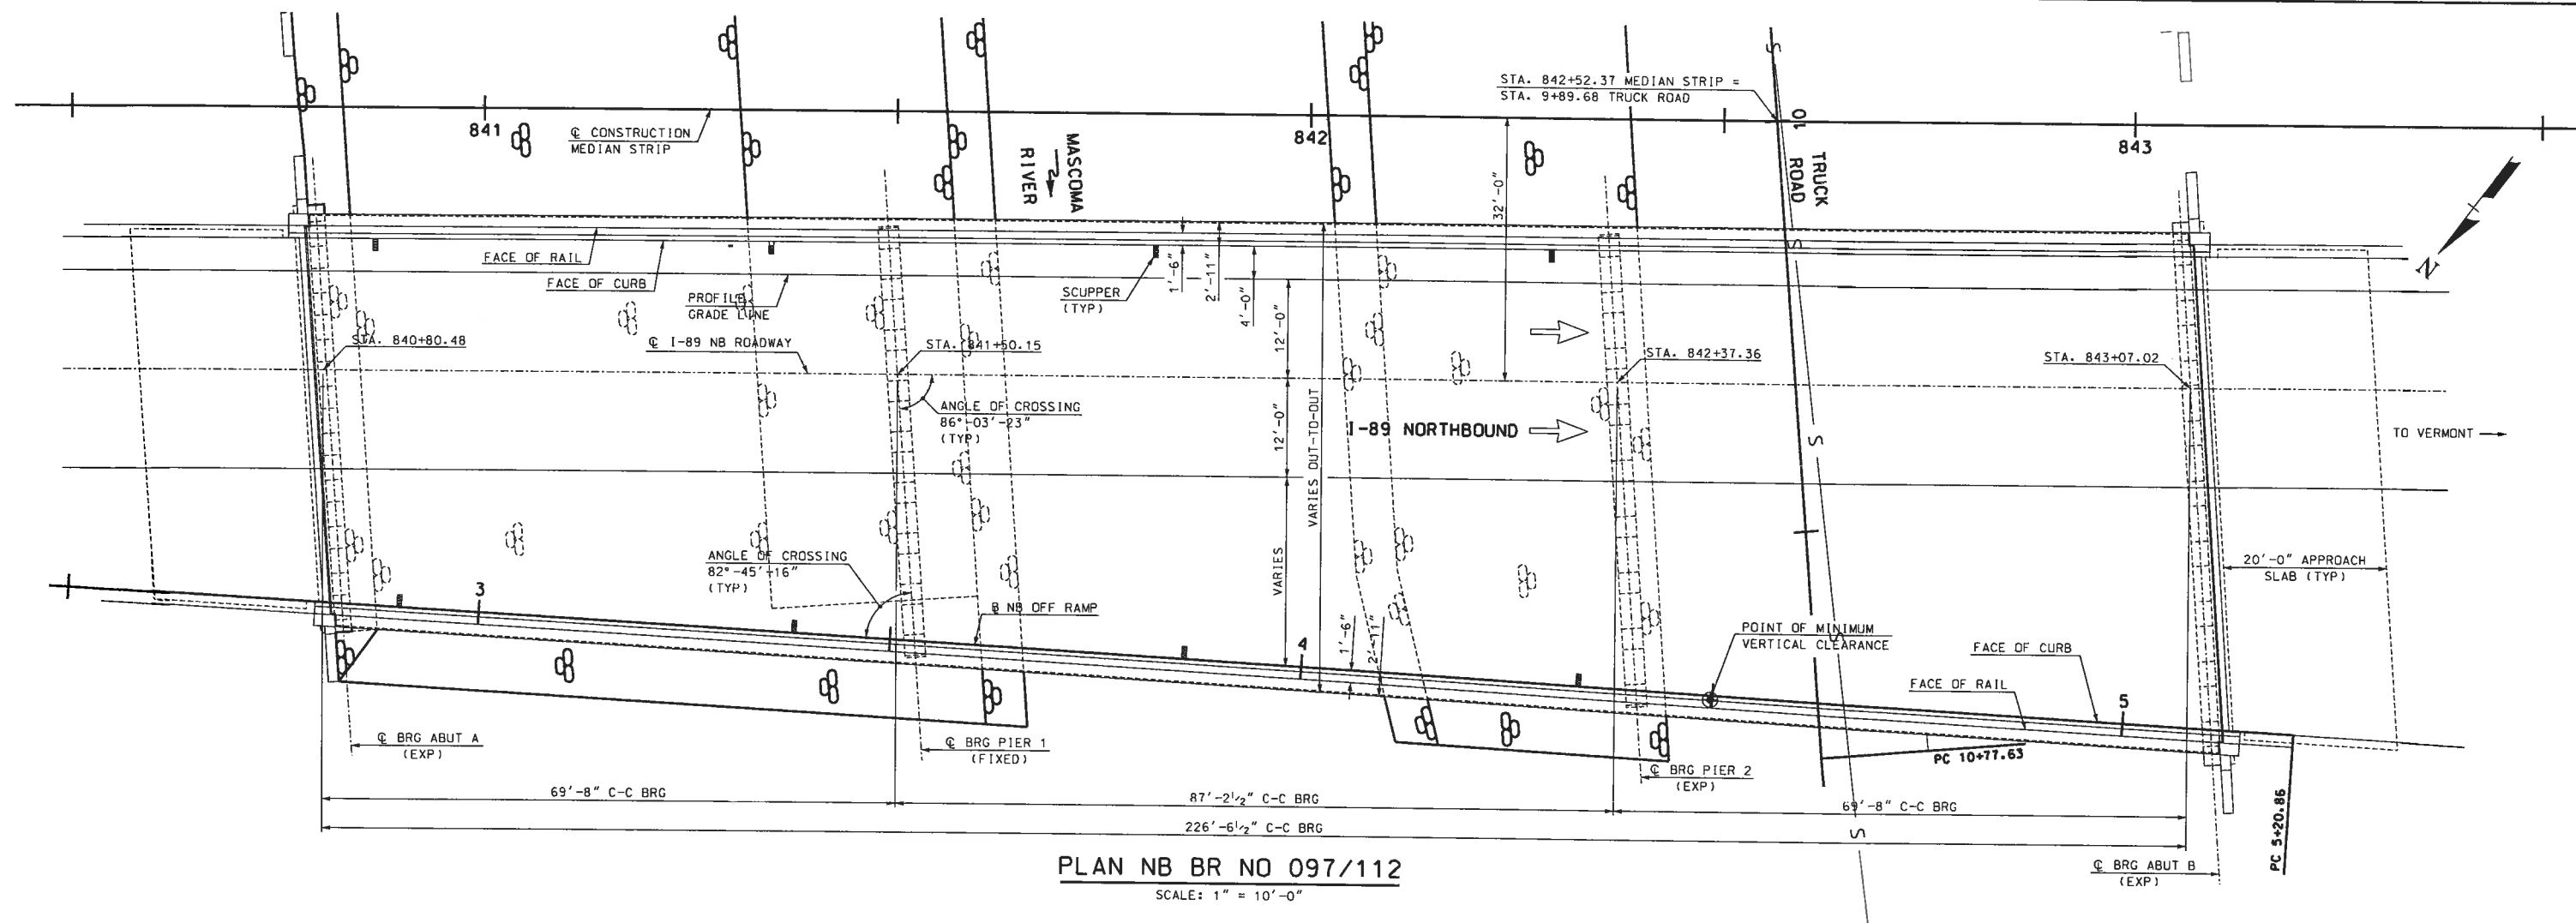 STA. 842+52.37 MEDIAN STRIP =
STA. 9+89.68 TRUCK ROAD
S
10
841
℄ CONSTRUCTION
MEDIAN STRIP
842
843
MASCOMA
RIVER
TRUCK
ROAD
32'-0"
S
N
FACE OF RAIL
FACE OF CURB
PROFILE
GRADE LINE
SCUPPER
(TYP)
1'-6"
2'-11"
4'-0"
12'-0"
STA. 840+80.48
℄ I-89 NB ROADWAY
STA. 841+50.15
STA. 842+37.36
STA. 843+07.02
ANGLE OF CROSSING
86°-03'-23"
(TYP)
12'-0"
VARIES OUT-TO-OUT
I-89 NORTHBOUND
S
TO VERMONT
ANGLE OF CROSSING
82°-45'-16"
(TYP)
VARIES
20'-0" APPROACH
SLAB (TYP)
3
℄ NB OFF RAMP
4
1'-6"
2'-11"
POINT OF MINIMUM
VERTICAL CLEARANCE
S
FACE OF CURB
FACE OF RAIL
5
℄ BRG ABUT A
(EXP)
℄ BRG PIER 1
(FIXED)
℄ BRG PIER 2
(EXP)
PC 10+77.63
69'-8" C-C BRG
87'-2 1/2" C-C BRG
69'-8" C-C BRG
226'-6 1/2" C-C BRG
S
PC 5+20.86
℄ BRG ABUT B
(EXP)
PLAN NB BR NO 097/112
SCALE: 1" = 10'-0"